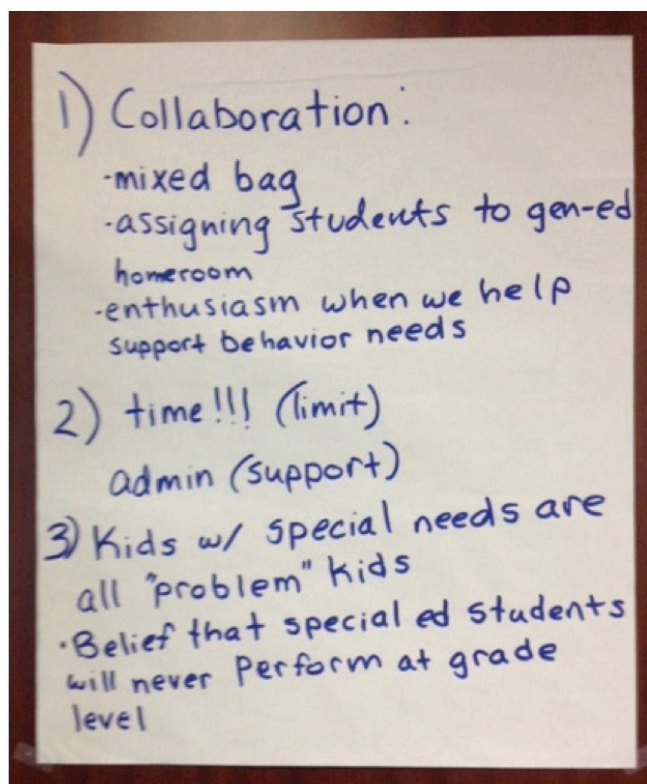 1) Collaboration:
·mixed bag
·assigning students to gen-ed
homeroom
·enthusiasm when we help
support behavior needs
2) time!!! (limit)
admin (support)
3) Kids w/ special needs are
all "problem" kids
·Belief that special ed students
will never perform at grade
level